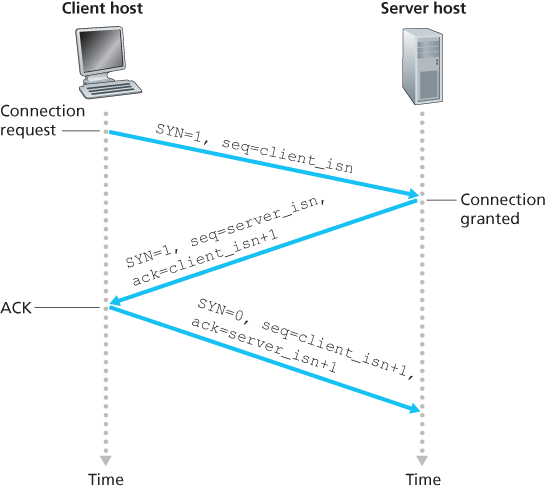 Client host
Server host
Connection
request
SYN=1, seq=client_isn
Connection
granted
SYN=1, seq=server_isn,
ack=client_isn+1
ACK
SYN=0, seq=client_isn+1,
ack=server_isn+1
Time
Time